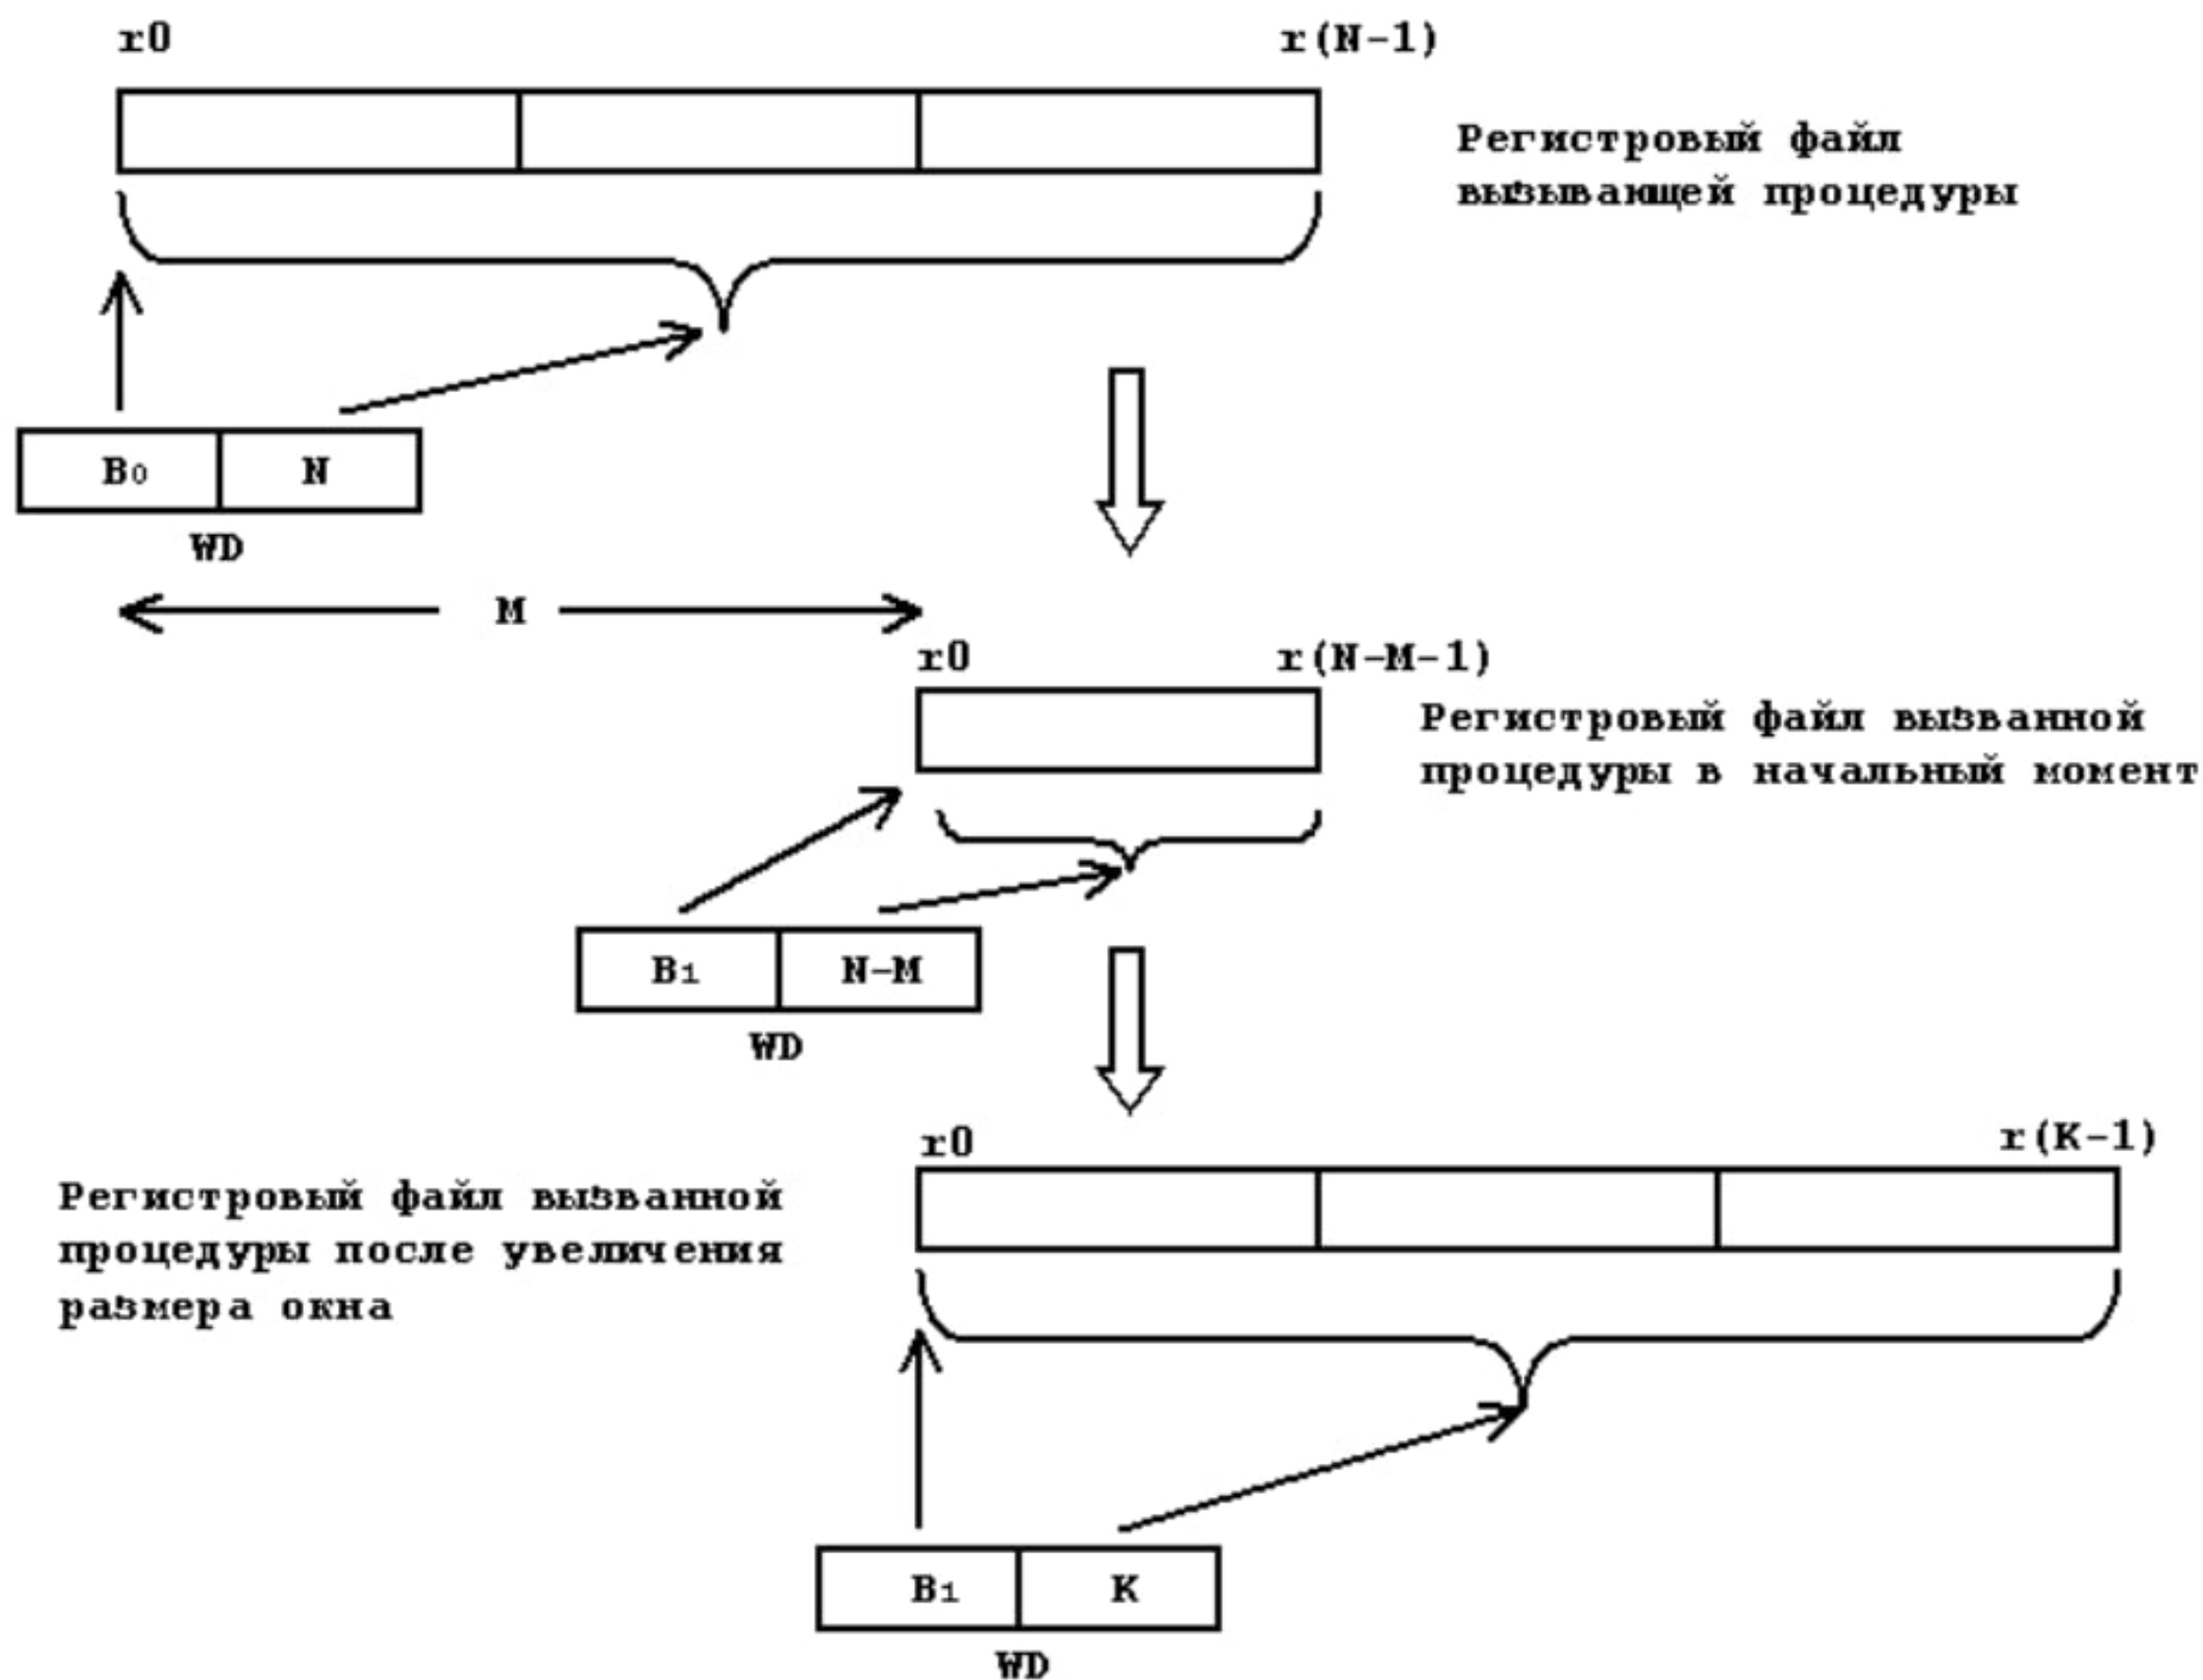 r0
r(N-1)
Регистровый файл
вызывающей процедуры
B0
N
WD
M
r0
r(N-M-1)
Регистровый файл вызванной
процедуры в начальный момент
B1
N-M
WD
r0
r(K-1)
Регистровый файл вызванной
процедуры после увеличения
размера окна
B1
K
WD